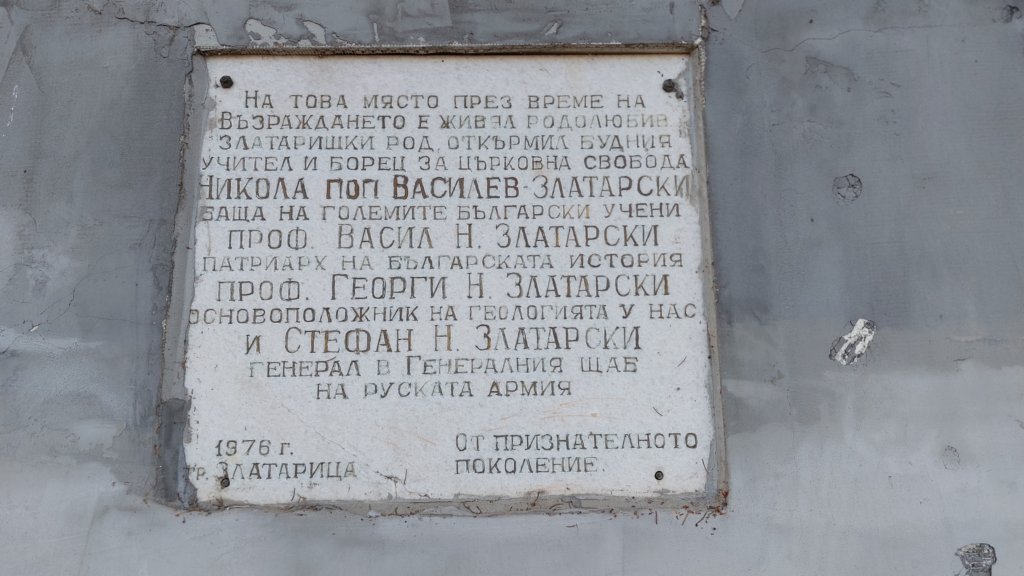 На това място през време на
Възраждането е живял родолюбив
златаришки род, откърмил будния
учител и борец за църковна свобода
Никола поп Василев-Златарски
баща на големите български учени
проф. Васил Н. Златарски
патриарх на българската история
проф. Георги Н. Златарски
основоположник на геологията у нас
и Стефан Н. Златарски
генерал в Генералния щаб
на руската армия
1976 г.
гр. Златарица
От признателното
поколение.